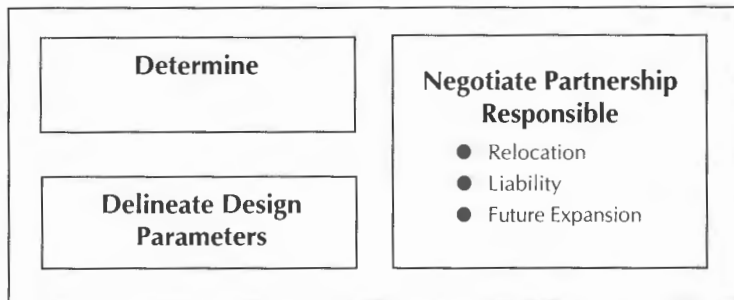 Determine
Delineate Design
Parameters
Negotiate Partnership
Responsible
● Relocation
● Liability
● Future Expansion